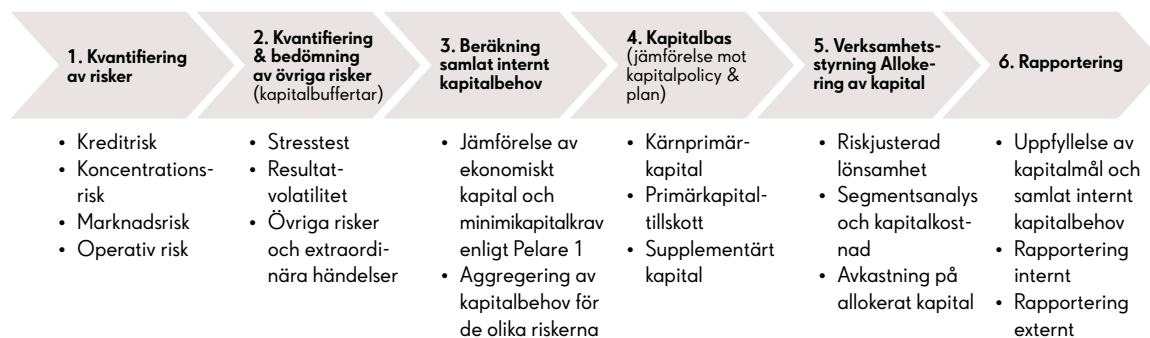 1. Kvantifiering
av risker
• Kreditrisk
• Koncentrations-
risk
• Marknadsrisk
• Operativ risk
2. Kvantifiering
& bedömning
av övriga risker
(kapitalbuffertar)
• Stresstest
• Resultat-
volatilitet
• Övriga risker
och extraordi-
nära händelser
3. Beräkning
samlat internt
kapitalbehov
• Jämförelse av
ekonomiskt
kapital och
minimikapitalkrav
enligt Pelare 1
• Aggregering av
kapitalbehov för
de olika riskerna
4. Kapitalbas
(jämförelse mot
kapitalpolicy &
plan)
• Kärnprimär-
kapital
• Primärkapital-
tillskott
• Supplementärt
kapital
5. Verksamhets-
styrning Alloke-
ring av kapital
• Riskjusterad
lönsamhet
• Segmentsanalys
och kapitalkost-
nad
• Avkastning på
allokerat kapital
6. Rapportering
• Uppfyllelse av
kapitalmål och
samlat internt
kapitalbehov
• Rapportering
internt
• Rapportering
externt